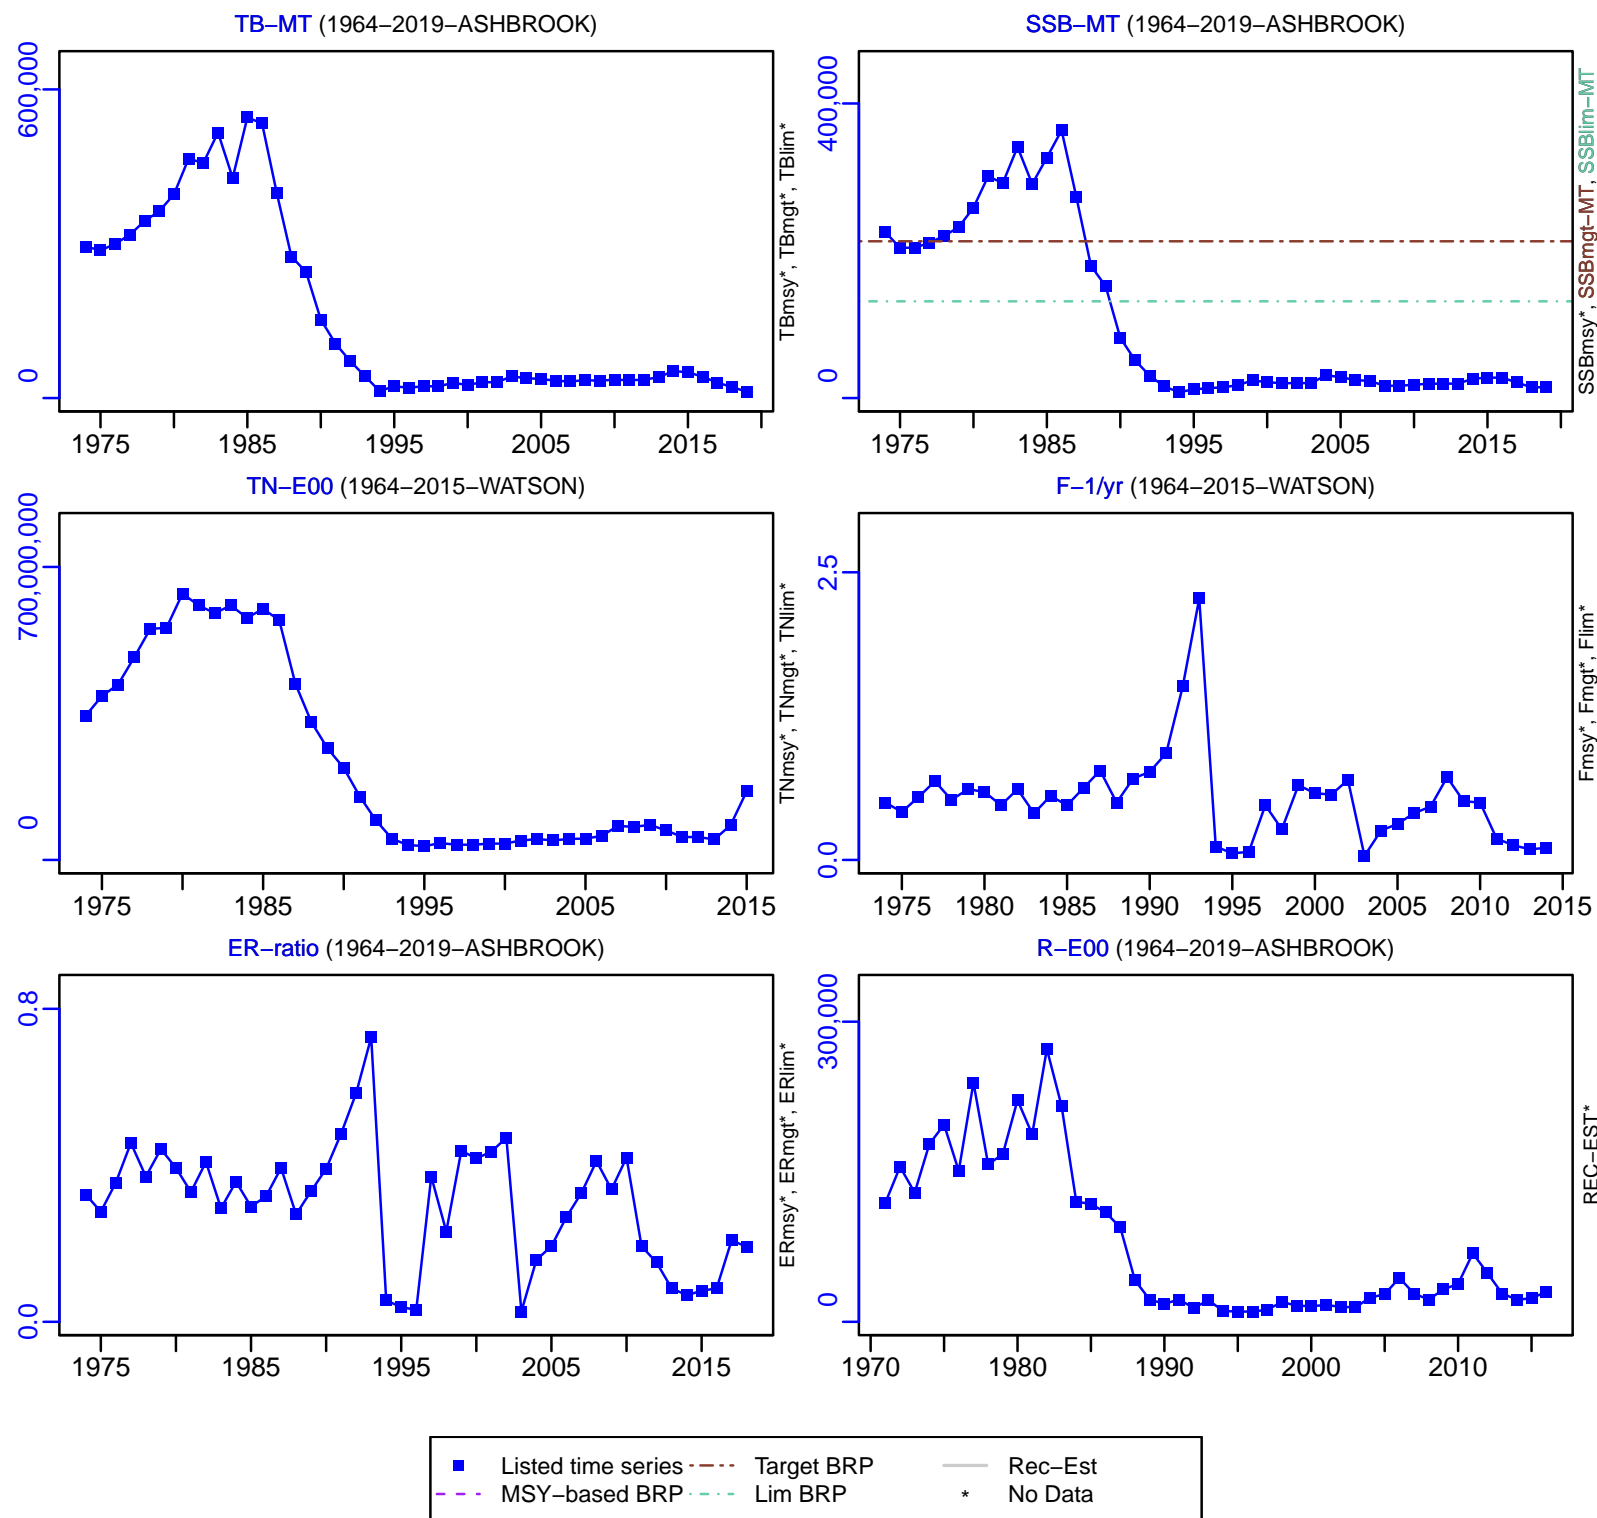 TB−MT (1964−2019−ASHBROOK)
600,000
0
1975 1985 1995 2005 2015
TBmsy*, TBmgt*, TBlim*
SSB−MT (1964−2019−ASHBROOK)
400,000
0
1975 1985 1995 2005 2015
SSBmsy*, SSBmgt−MT, SSBlim−MT
TN−E00 (1964−2015−WATSON)
700,000,000
0
1975 1985 1995 2005 2015
TNmsy*, TNmgt*, TNlim*
F−1/yr (1964−2015−WATSON)
2.5
0.0
1975 1980 1985 1990 1995 2000 2005 2010 2015
Fmsy*, Fmgt*, Flim*
ER−ratio (1964−2019−ASHBROOK)
0.8
0.0
1975 1985 1995 2005 2015
ERmsy*, ERmgt*, ERlim*
R−E00 (1964−2019−ASHBROOK)
300,000
0
1970 1980 1990 2000 2010
REC−EST*
Listed time series Target BRP Rec−Est
MSY−based BRP Lim BRP * No Data